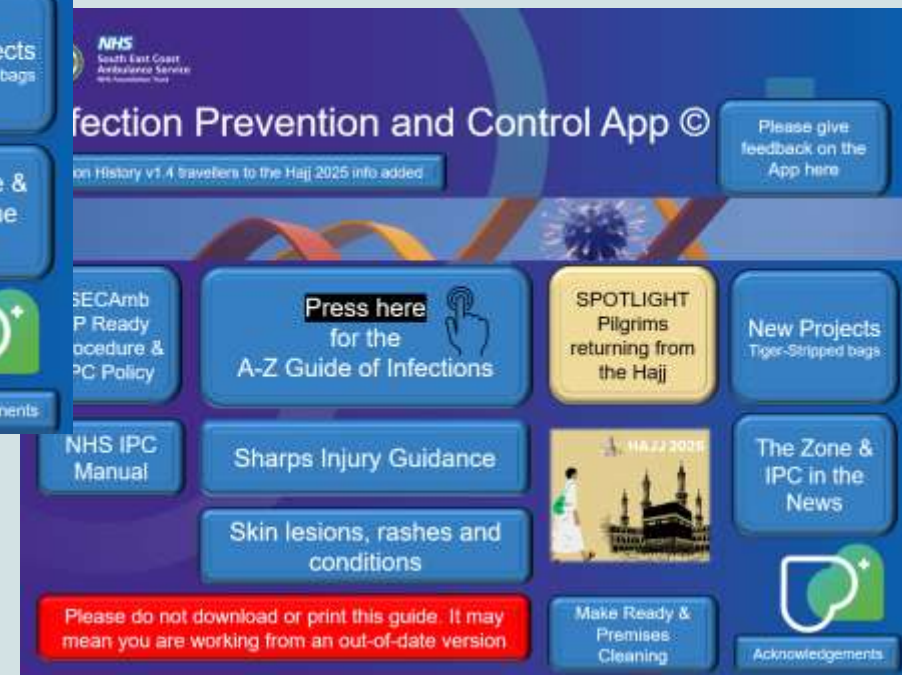 ects
bags
e &
ne
ments
NHS
South East Coast
Ambulance Service
NHS Foundation Trust
fection Prevention and Control App ©
Please give
feedback on the
App here
on History v1.4 travellers to the Hajj 2025 info added
SECAmb
P Ready
ocedure &
PC Policy
Press here
for the
A-Z Guide of Infections
SPOTLIGHT
Pilgrims
returning from
the Hajj
New Projects
Tiger-Stripped bags
NHS IPC
Manual
Sharps Injury Guidance
HAJJ 2025
The Zone &
IPC in the
News
Skin lesions, rashes and
conditions
Please do not download or print this guide. It may
mean you are working from an out-of-date version
Make Ready &
Premises
Cleaning
Acknowledgements